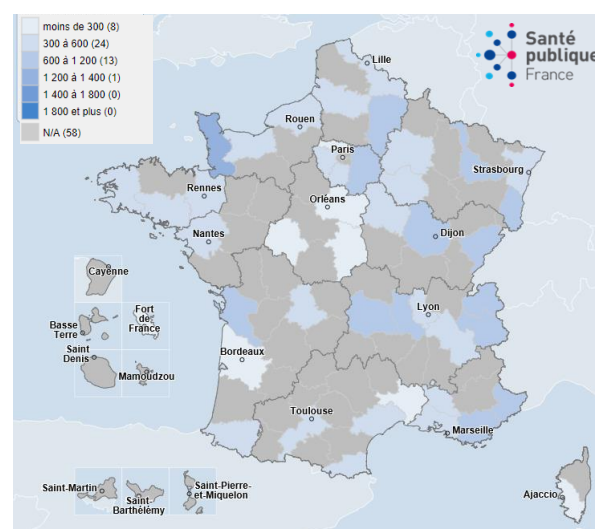 moins de 300 (8)
300 à 600 (24)
600 à 1 200 (13)
1 200 à 1 400 (1)
1 400 à 1 800 (0)
1 800 et plus (0)
N/A (58)
Santé
publique
France
Lille
Rouen
Paris
Strasbourg
Rennes
Orléans
Nantes
Dijon
Cayenne
Basse
Terre
Fort
de
France
Saint
Denis
Mamoudzou
Lyon
Bordeaux
Toulouse
Marseille
Ajaccio
Saint-Martin
Saint-
Barthélémy
Saint-Pierre
et-Miquelon